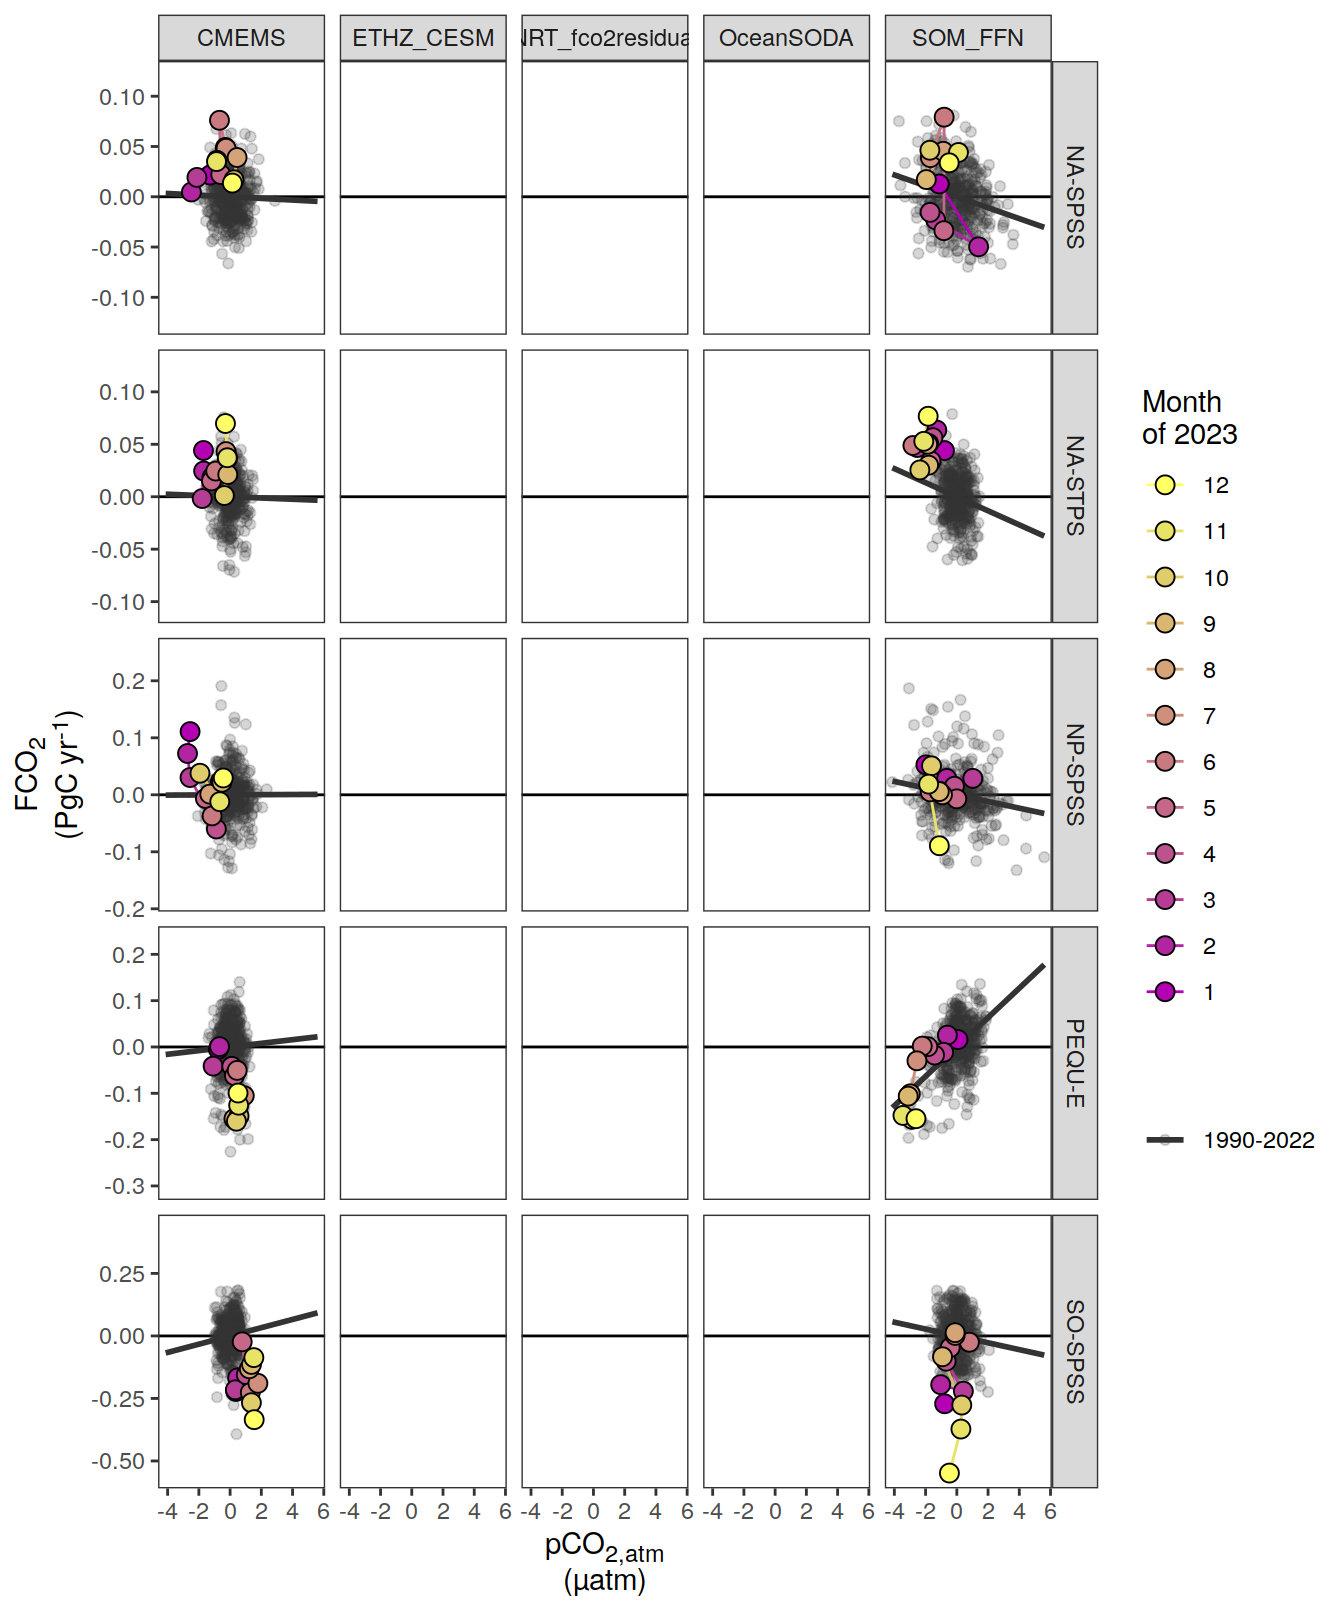 CMEMS ETHZ_CESM NRT_fco2residua OceanSODA SOM_FFN
0.10
0.05
0.00
-0.05
-0.10
NA-SPSS
0.10
0.05
0.00
-0.05
-0.10
NA-STPS
0.2
0.1
0.0
-0.1
-0.2
NP-SPSS
0.2
0.1
0.0
-0.1
-0.2
-0.3
PEQU-E
0.25
0.00
-0.25
-0.50
SO-SPSS
FCO2
(PgC yr-1)
-4 -2 0 2 4 6 -4 -2 0 2 4 6 -4 -2 0 2 4 6 -4 -2 0 2 4 6 -4 -2 0 2 4 6
pCO2,atm
(µatm)
Month
of 2023
12
11
10
9
8
7
6
5
4
3
2
1
1990-2022